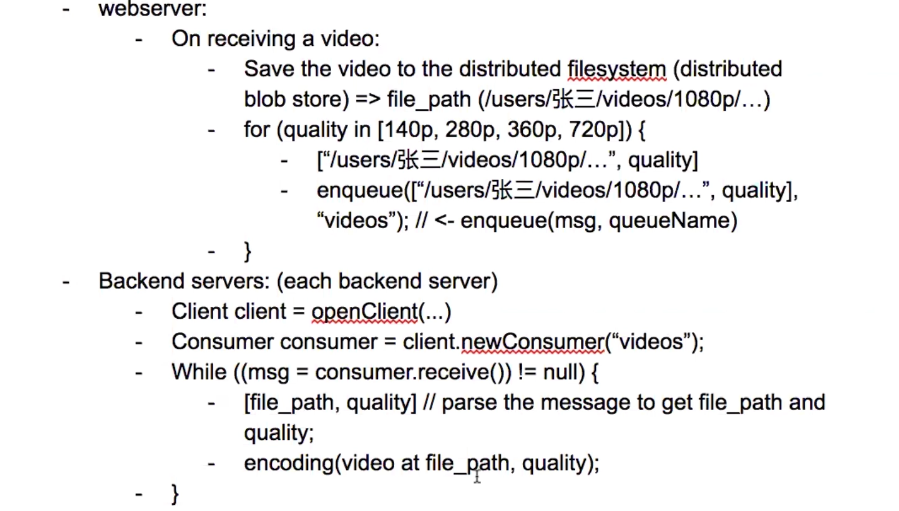 - webserver:
- On receiving a video:
- Save the video to the distributed filesystem (distributed
blob store) => file_path (/users/张三/videos/1080p/…)
- for (quality in [140p, 280p, 360p, 720p]) {
- [“/users/张三/videos/1080p/…”, quality]
- enqueue([“/users/张三/videos/1080p/…”, quality],
“videos”); // <- enqueue(msg, queueName)
- }
- Backend servers: (each backend server)
- Client client = openClient(...)
- Consumer consumer = client.newConsumer(“videos”);
- While ((msg = consumer.receive()) != null) {
- [file_path, quality] // parse the message to get file_path and
quality;
- encoding(video at file_path, quality);
- }